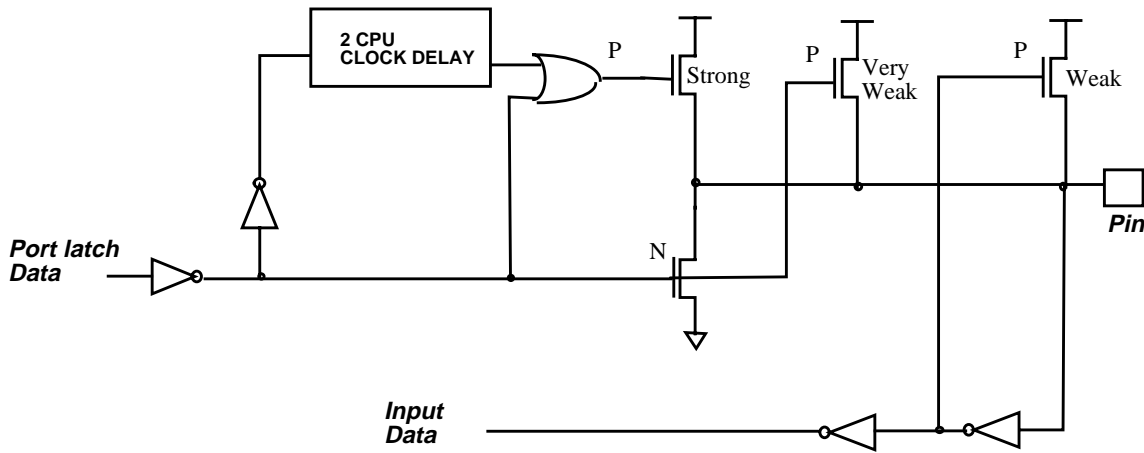 2 CPU
CLOCK DELAY
P
Strong
P
Very
Weak
P
Weak
Pin
Port latch
Data
N
Input
Data